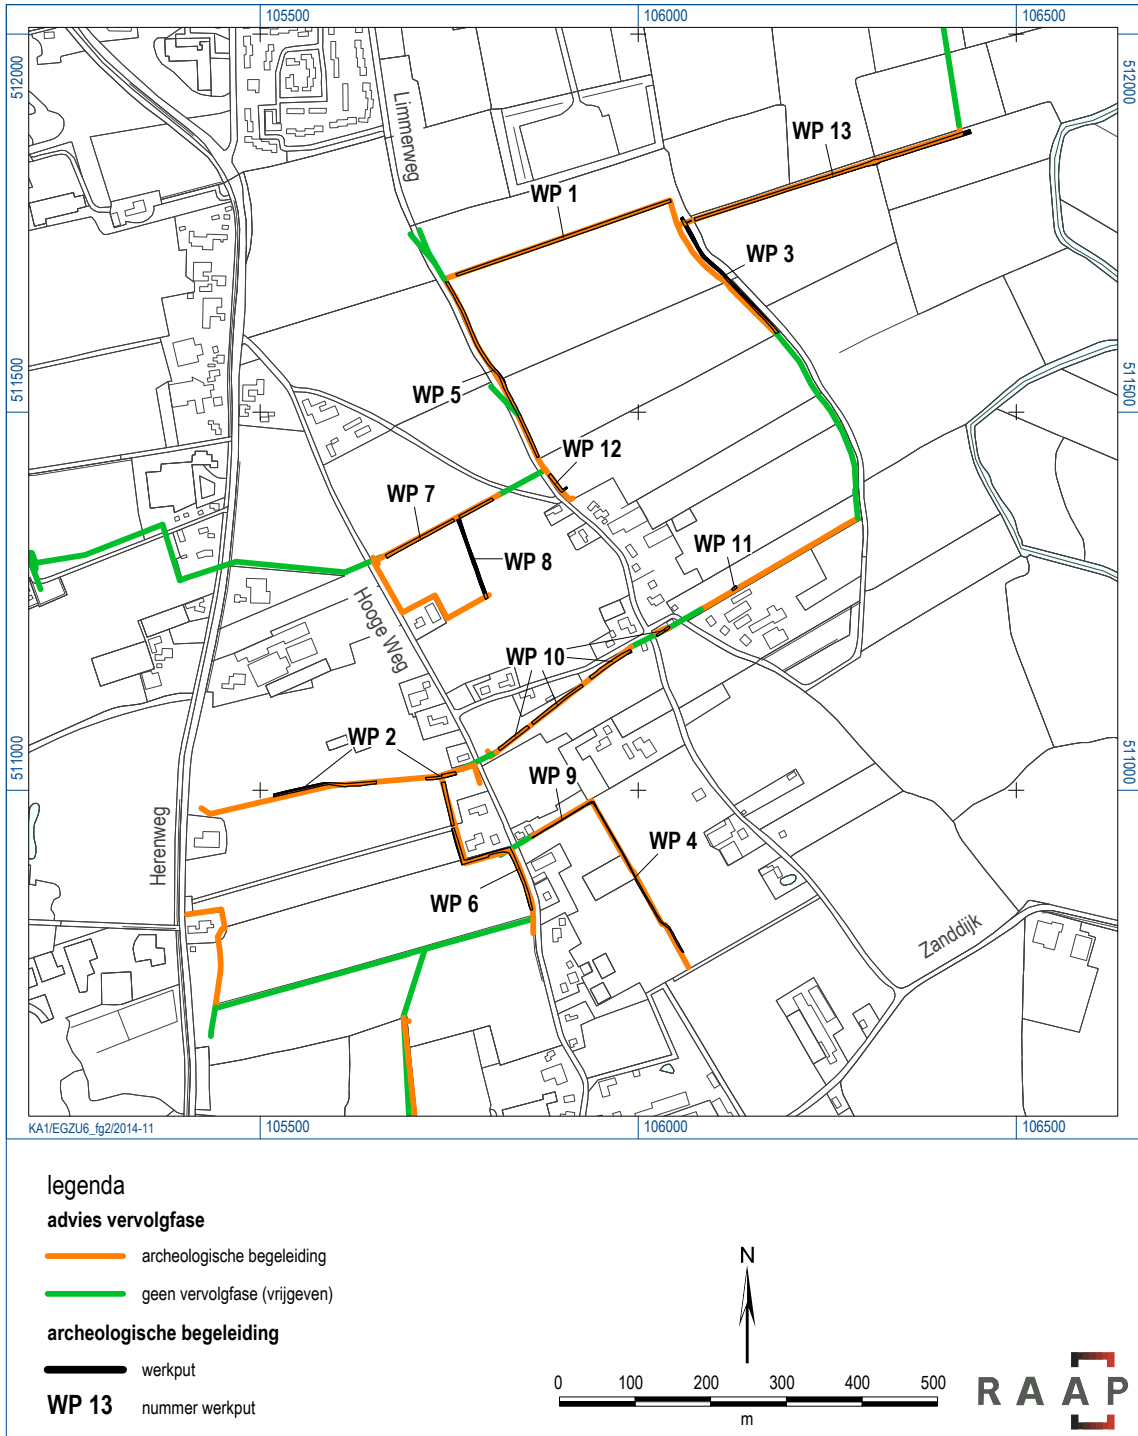 105500 106000 106500
512000
512000
Limmerweg
WP 13
WP 1
WP 3
511500
511500
WP 5
WP 12
WP 7
WP 11
WP 8
Hooge Weg
WP 10
WP 2
511000
511000
WP 9
Herenweg
WP 4
WP 6
Zanddijk
KA1/EGZU6_fg2/2014-11
105500 106000 106500
legenda
advies vervolgfase
archeologische begeleiding
geen vervolgfase (vrijgeven)
archeologische begeleiding
werkput
WP 13 nummer werkput
N
0 100 200 300 400 500
m
RAAP